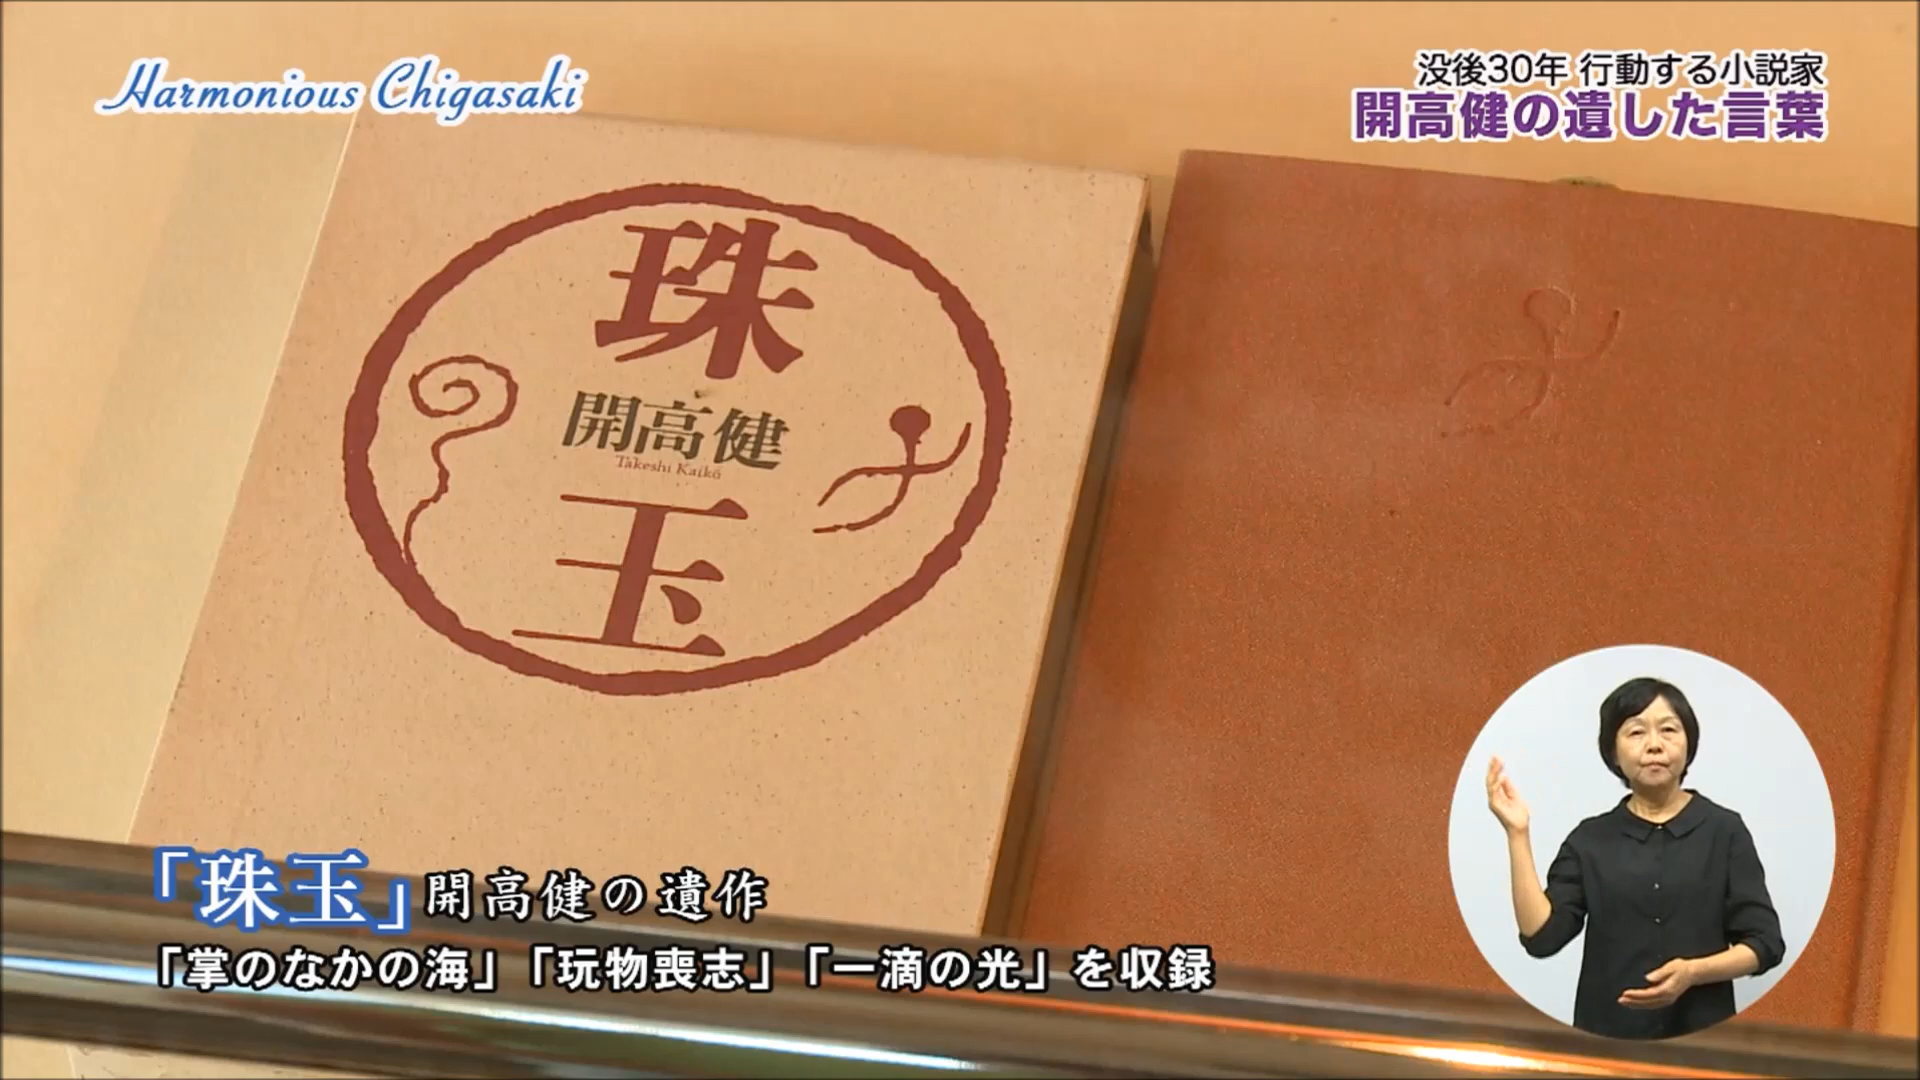 Harmonious Chigasaki
没後30年 行動する小説家
開高健の遺した言葉
珠
開高健
Takeshi Kaikō
玉
「珠玉」開高健の遺作
「掌のなかの海」「玩物喪志」「一滴の光」を収録